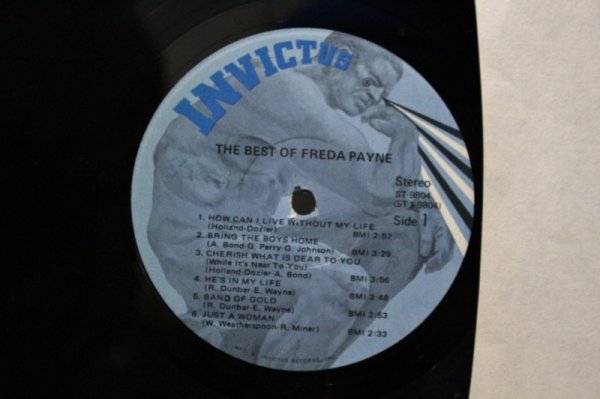 INVICTUS
THE BEST OF FREDA PAYNE
Stereo
ST 9804
(ST 1-9804)
Side 1
1. HOW CAN I LIVE WITHOUT MY LIFE
(Holland-Dozier) BMI 2:57
2. BRING THE BOYS HOME
(A. Bond-G. Perry-G. Johnson) BMI 3:29
3. CHERISH WHAT IS DEAR TO YOU
(While It's Near To You)
(Holland-Dozier-A. Bond) BMI 3:56
4. HE'S IN MY LIFE
(R. Dunbar-E. Wayne) BMI 3:48
5. BAND OF GOLD
(R. Dunbar-E. Wayne) BMI 2:53
6. JUST A WOMAN
(W. Weatherspoon-R. Miner) BMI 2:33
INVICTUS RECORDS, INC.